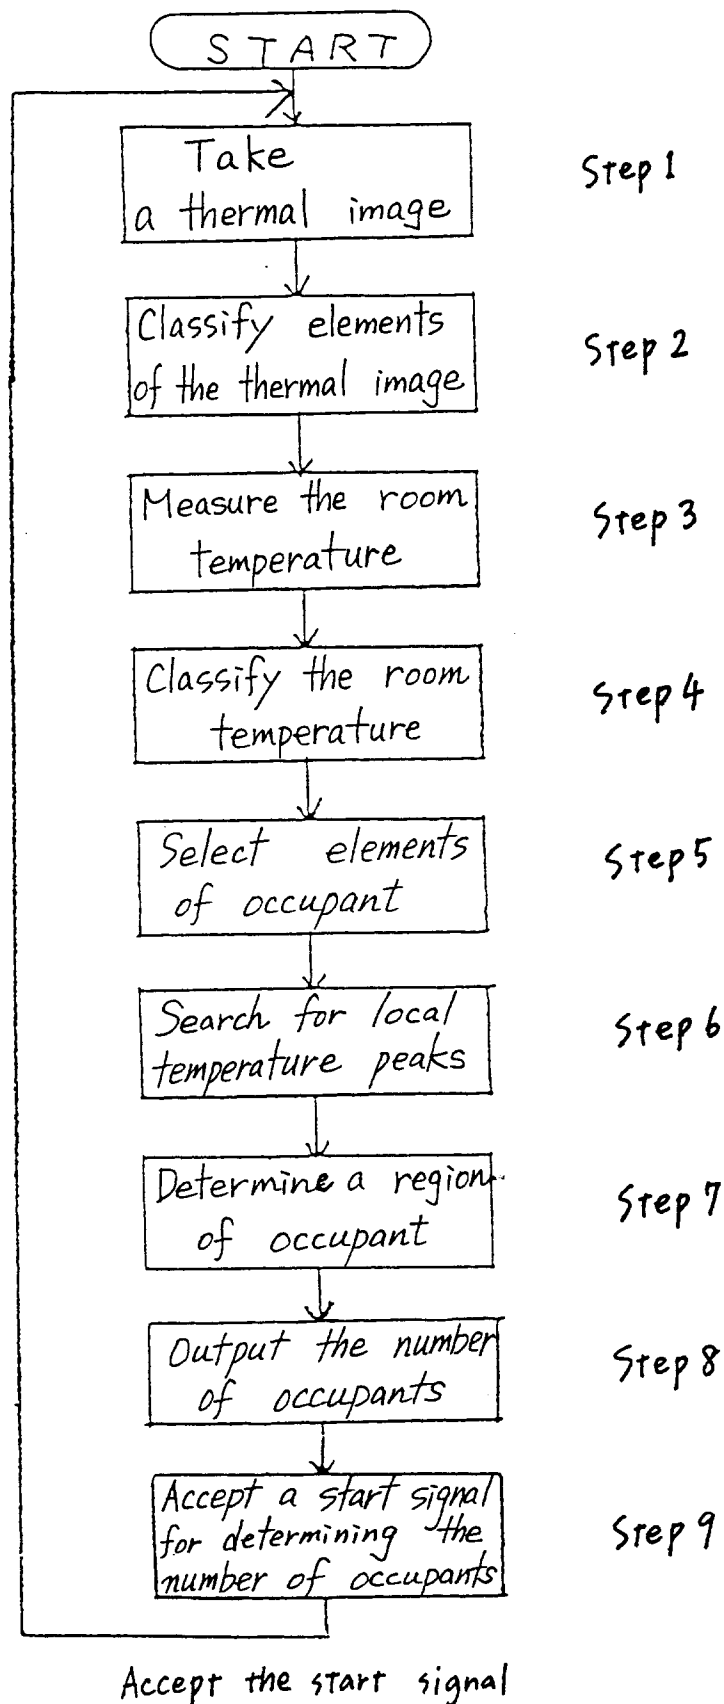 START
Take
a thermal image
Step 1
Classify elements
of the thermal image
Step 2
Measure the room
temperature
Step 3
Classify the room
temperature
Step 4
Select elements
of occupant
Step 5
Search for local
temperature peaks
Step 6
Determine a region
of occupant
Step 7
Output the number
of occupants
Step 8
Accept a start signal
for determining the
number of occupants
Step 9
Accept the start signal